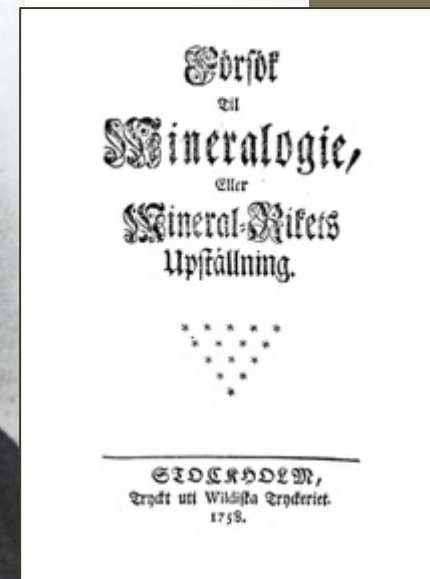 Försök
Til
Mineralogie,
Eller
Mineral-Rikets
Upställning.
STOCKHOLM,
Tryckt uti Wildiska Tryckeriet.
1758.